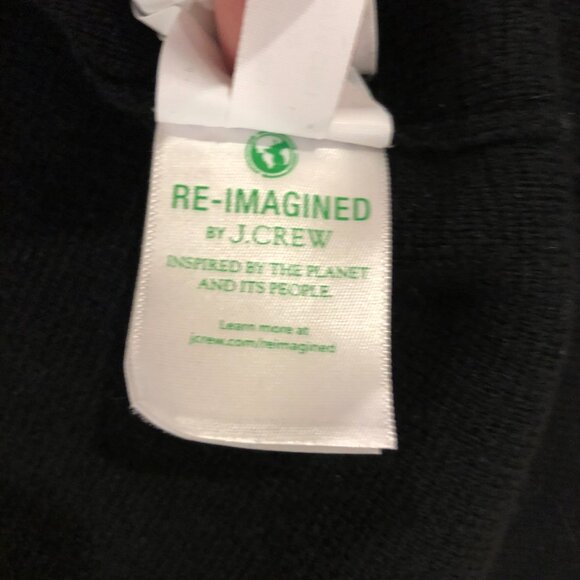 RE-IMAGINED
BY J.CREW
INSPIRED BY THE PLANET
AND ITS PEOPLE.
Learn more at
jcrew.com/reimagined